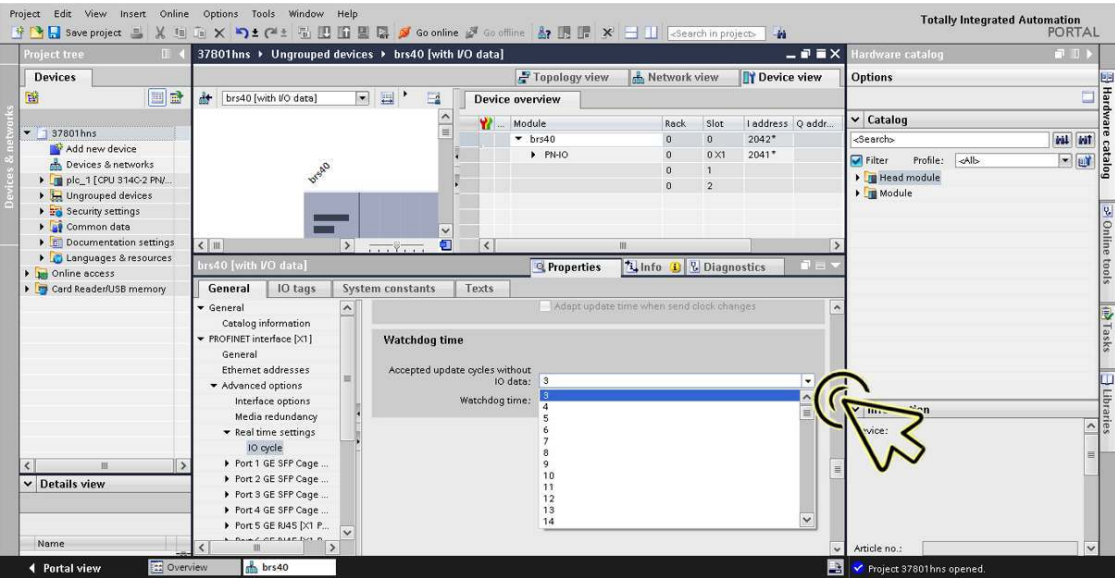 Project Edit View Insert Online Options Tools Window Help
Totally Integrated Automation
PORTAL
Save project
Go online
Go offline
<Search in project>
Project tree
37801hns Ungrouped devices brs40 [with I/O data]
Hardware catalog
Devices
Topology view Network view Device view
Options
brs40 [with I/O data]
Device overview
... Module Rack Slot I address Q addr...
brs40 0 0 2042*
PN-IO 0 0 X1 2041*
0 1
0 2
brs40
37801hns
Add new device
Devices & networks
plc_1 [CPU 314C-2 PN/...
Ungrouped devices
Security settings
Common data
Documentation settings
Languages & resources
Online access
Card Reader/USB memory
Devices & networks
Catalog
<Search>
Filter Profile: <All>
Head module
Module
Hardware catalog
Online tools
Tasks
Libraries
brs40 [with I/O data]
Properties Info Diagnostics
General IO tags System constants Texts
General
Catalog information
PROFINET interface [X1]
General
Ethernet addresses
Advanced options
Interface options
Media redundancy
Real time settings
IO cycle
Port 1 GE SFP Cage ...
Port 2 GE SFP Cage ...
Port 3 GE SFP Cage ...
Port 4 GE SFP Cage ...
Port 5 GE RJ45 [X1 P...
Adapt update time when send clock changes
Watchdog time
Accepted update cycles without
IO data: 3
Watchdog time:
3
4
5
6
7
8
9
10
11
12
13
14
Article no.:
Details view
Name
Portal view
Overview
brs40
Project 37801hns opened.